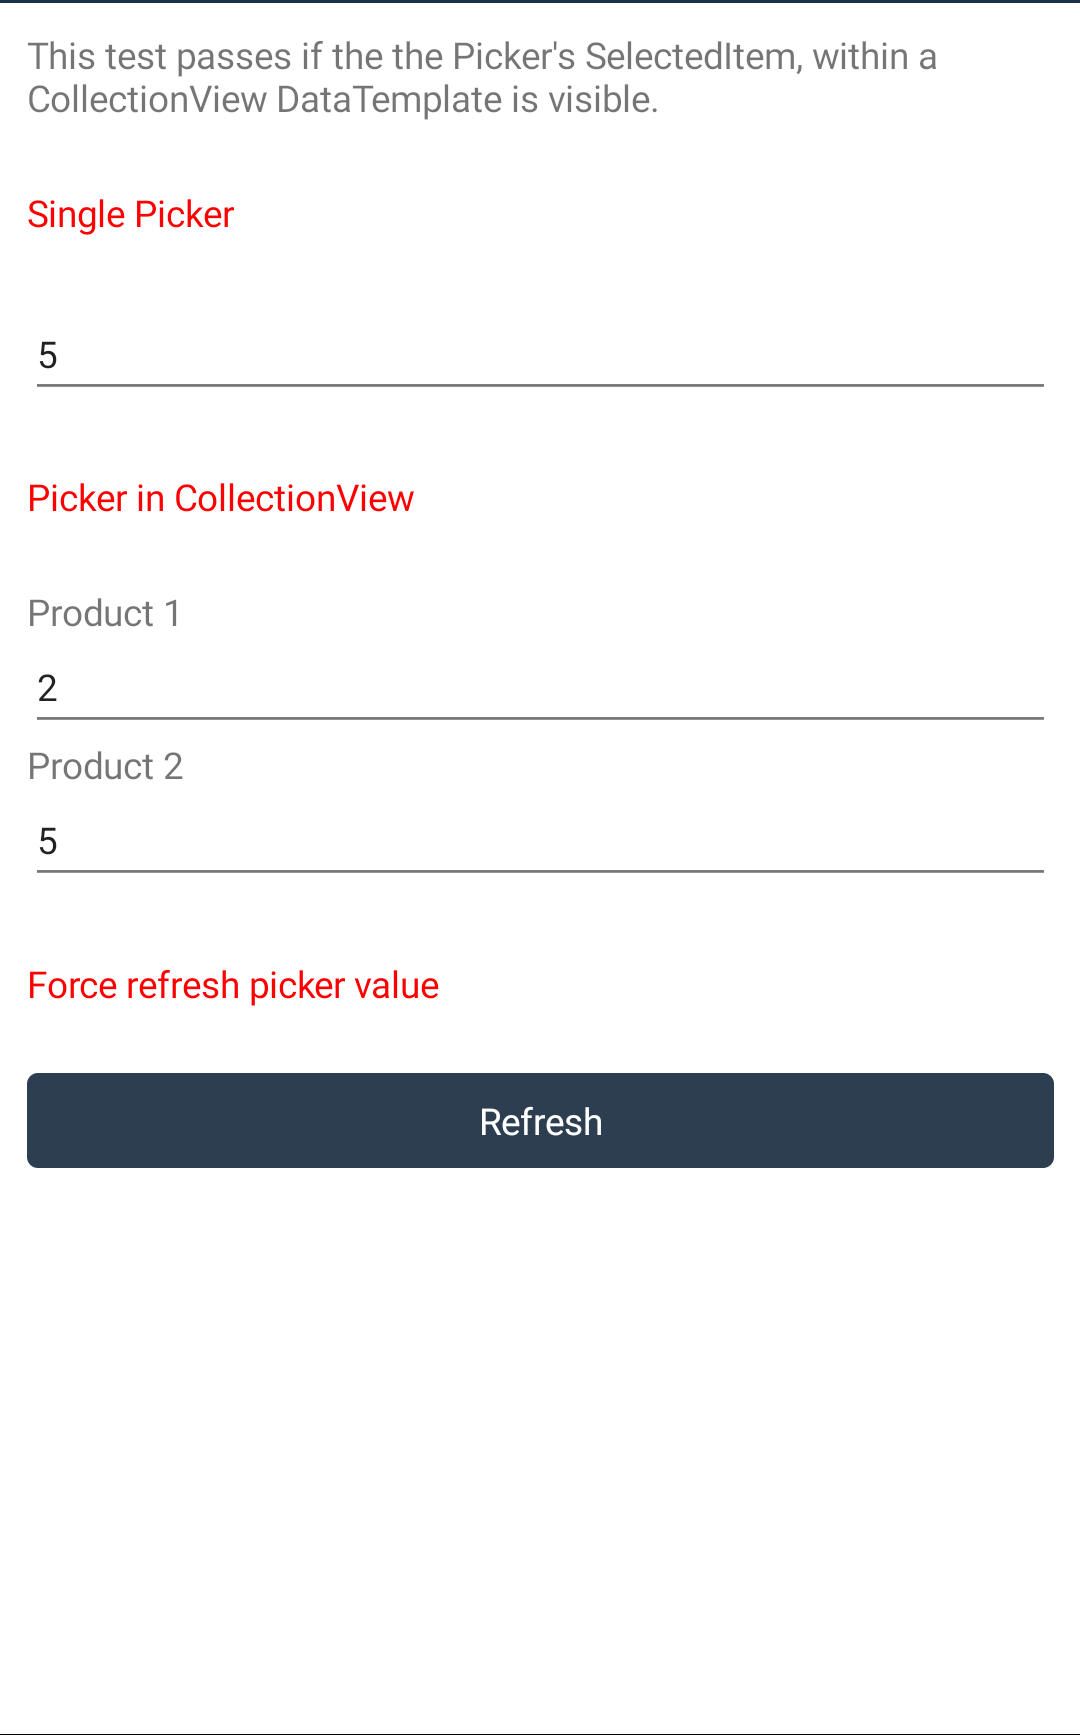 This test passes if the the Picker's SelectedItem, within a
CollectionView DataTemplate is visible.
Single Picker
5
Picker in CollectionView
Product 1
2
Product 2
5
Force refresh picker value
Refresh